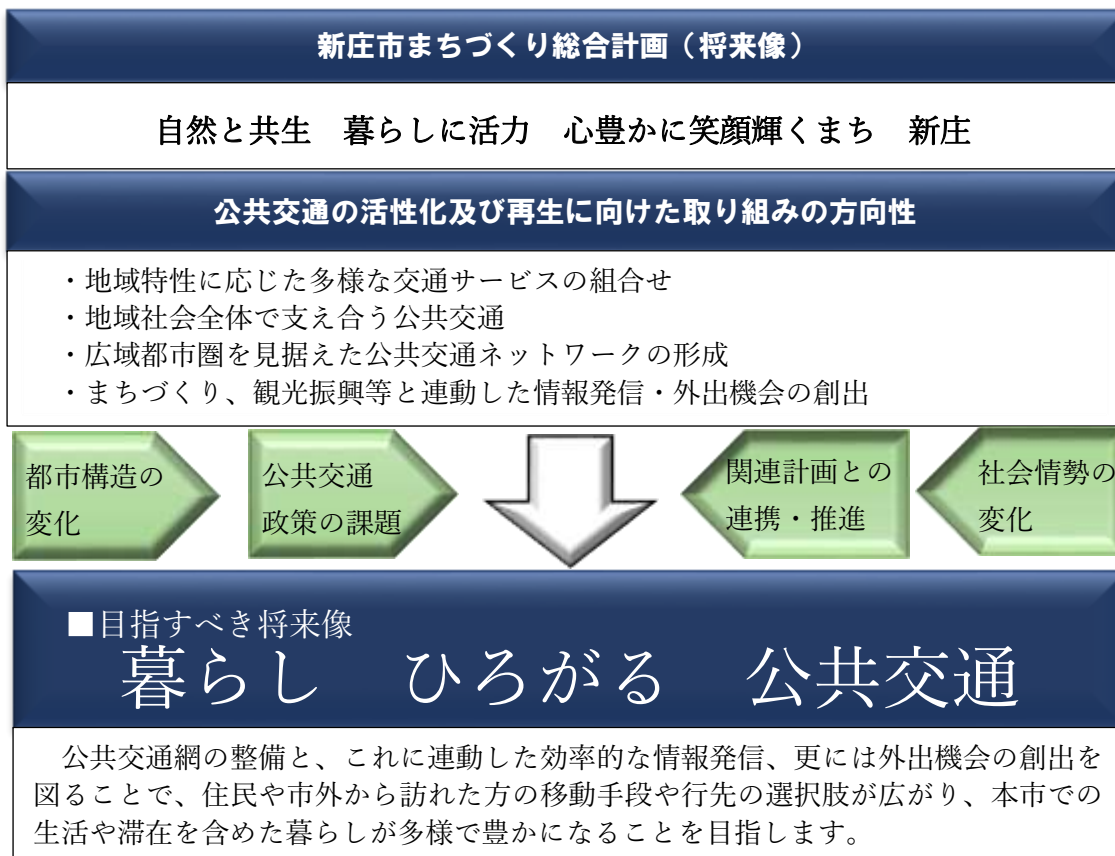 新庄市まちづくり総合計画（将来像）
自然と共生　暮らしに活力　心豊かに笑顔輝くまち　新庄
公共交通の活性化及び再生に向けた取り組みの方向性
・地域特性に応じた多様な交通サービスの組合せ
・地域社会全体で支え合う公共交通
・広域都市圏を見据えた公共交通ネットワークの形成
・まちづくり、観光振興等と連動した情報発信・外出機会の創出
都市構造の
変化
公共交通
政策の課題
関連計画との
連携・推進
社会情勢の
変化
■目指すべき将来像
暮らし　ひろがる　公共交通
公共交通網の整備と、これに連動した効率的な情報発信、更には外出機会の創出を
図ることで、住民や市外から訪れた方の移動手段や行先の選択肢が広がり、本市での
生活や滞在を含めた暮らしが多様で豊かになることを目指します。